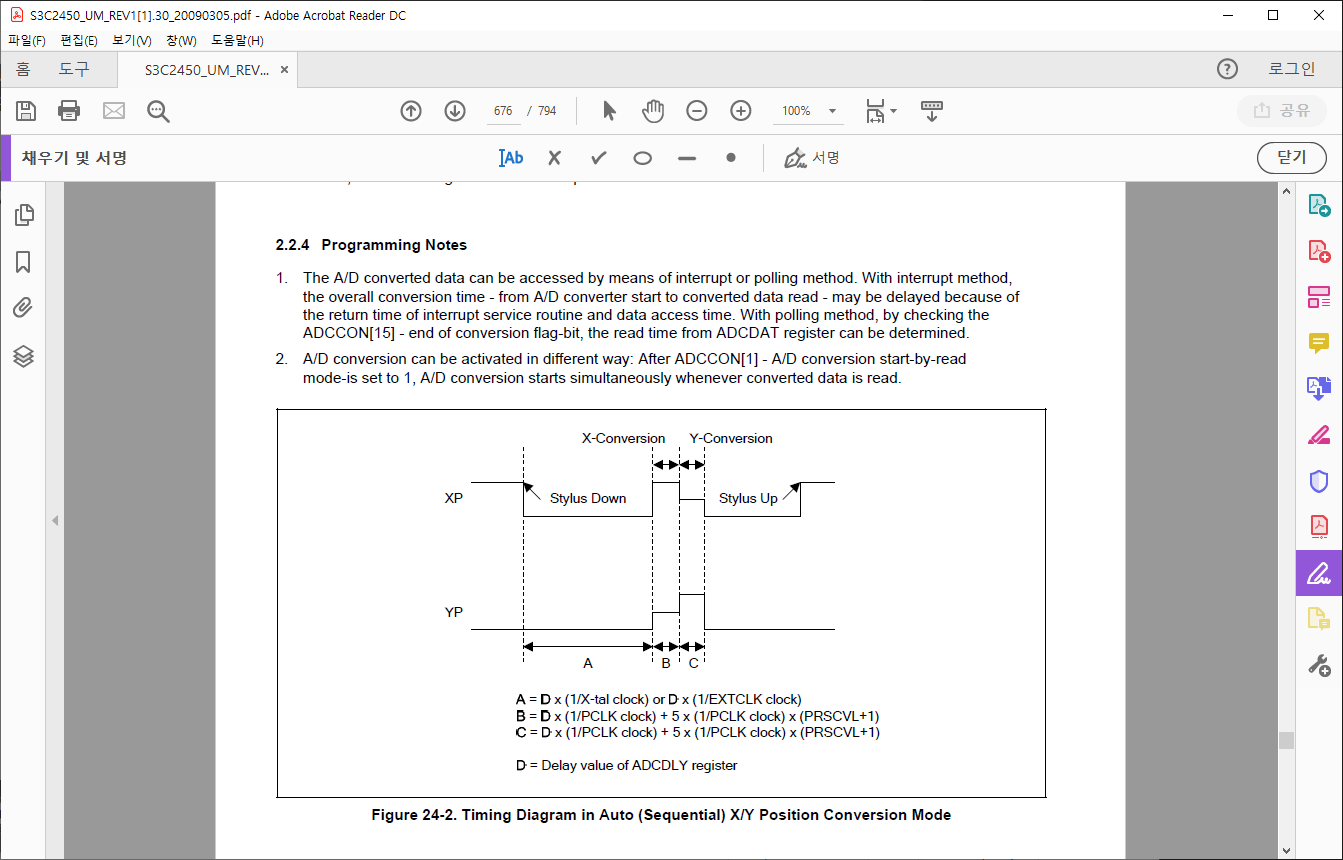 S3C2450_UM_REV1[1].30_20090305.pdf - Adobe Acrobat Reader DC
파일(F) 편집(E) 보기(V) 창(W) 도움말(H)
홈 도구 S3C2450_UM_REV... × 로그인
676 / 794 100% 공유
채우기 및 서명 Ab 서명 닫기
2.2.4 Programming Notes
1. The A/D converted data can be accessed by means of interrupt or polling method. With interrupt method,
the overall conversion time - from A/D converter start to converted data read - may be delayed because of
the return time of interrupt service routine and data access time. With polling method, by checking the
ADCCON[15] - end of conversion flag-bit, the read time from ADCDAT register can be determined.
2. A/D conversion can be activated in different way: After ADCCON[1] - A/D conversion start-by-read
mode-is set to 1, A/D conversion starts simultaneously whenever converted data is read.
X-Conversion Y-Conversion
XP Stylus Down Stylus Up
YP
A B C
A = D x (1/X-tal clock) or D x (1/EXTCLK clock)
B = D x (1/PCLK clock) + 5 x (1/PCLK clock) x (PRSCVL+1)
C = D x (1/PCLK clock) + 5 x (1/PCLK clock) x (PRSCVL+1)
D = Delay value of ADCDLY register
Figure 24-2. Timing Diagram in Auto (Sequential) X/Y Position Conversion Mode